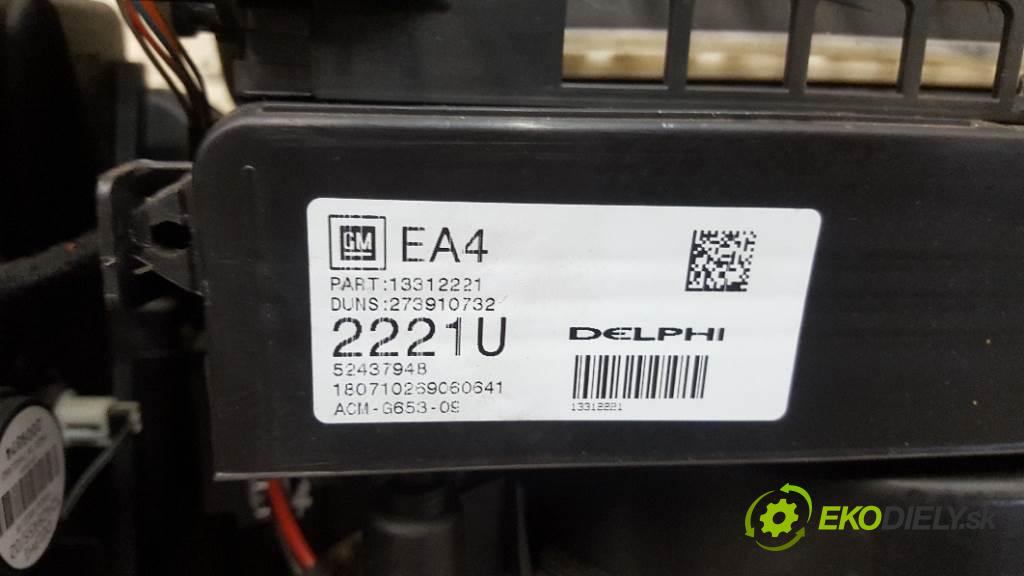 GM EA4
PART:13312221
DUNS:273910732
2221U
DELPHI
52437948
180710269060641
ACM-G653-09
13312221
EKODIELY.sk